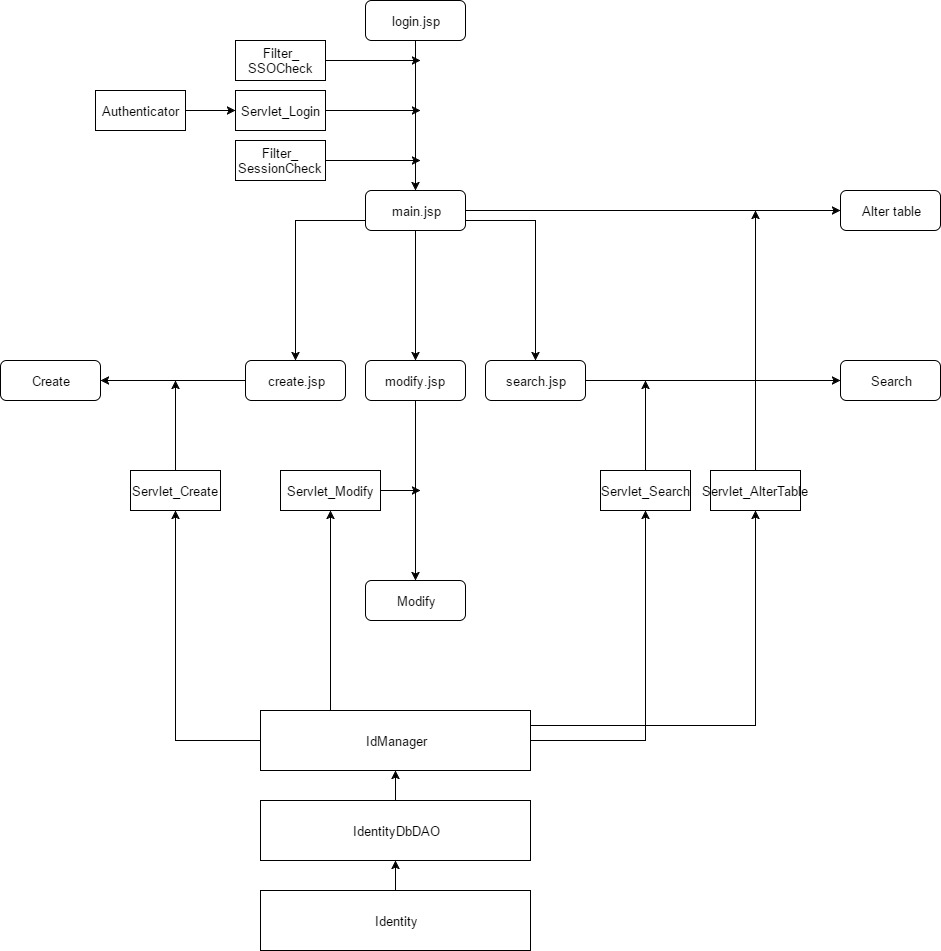 login.jsp
Filter_
SSOCheck
Authenticator
Servlet_Login
Filter_
SessionCheck
main.jsp
Alter table
Create
create.jsp
modify.jsp
search.jsp
Search
Servlet_Create
Servlet_Modify
Servlet_Search
Servlet_AlterTable
Modify
IdManager
IdentityDbDAO
Identity